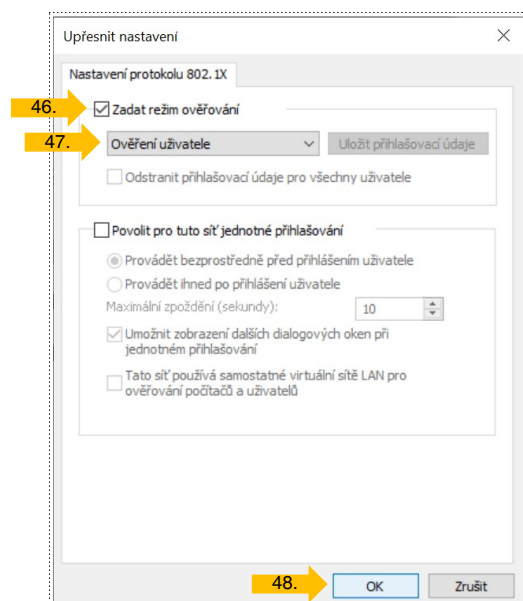 Upřesnit nastavení
Nastavení protokolu 802.1X
46. Zadat režim ověřování
47. Ověření uživatele Uložit přihlašovací údaje
Odstranit přihlašovací údaje pro všechny uživatele
Povolit pro tuto síť jednotné přihlašování
Provádět bezprostředně před přihlášením uživatele
Provádět ihned po přihlášení uživatele
Maximální zpoždění (sekundy): 10
Umožnit zobrazení dalších dialogových oken při
jednotném přihlašování
Tato síť používá samostatné virtuální sítě LAN pro
ověřování počítačů a uživatelů
48. OK Zrušit